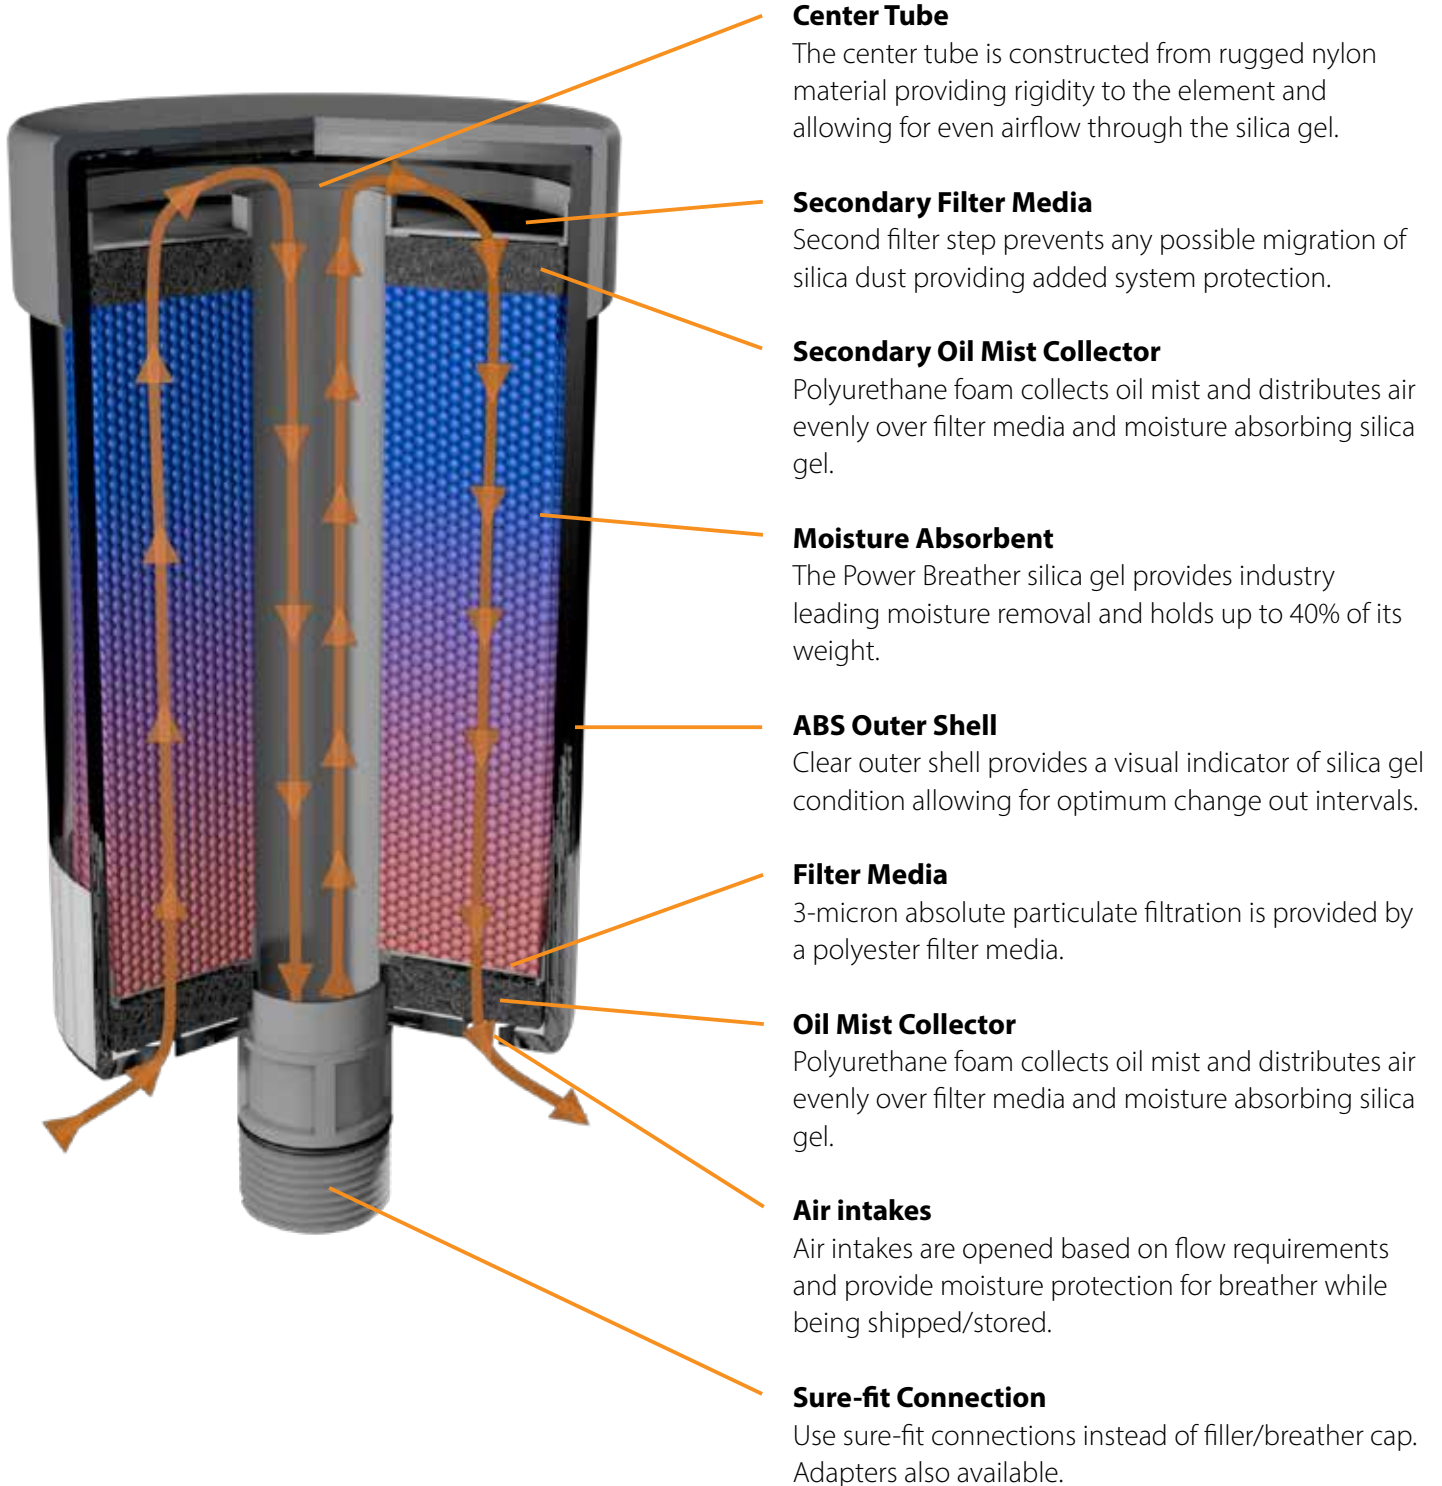 Center Tube
The center tube is constructed from rugged nylon
material providing rigidity to the element and
allowing for even airflow through the silica gel.
Secondary Filter Media
Second filter step prevents any possible migration of
silica dust providing added system protection.
Secondary Oil Mist Collector
Polyurethane foam collects oil mist and distributes air
evenly over filter media and moisture absorbing silica
gel.
Moisture Absorbent
The Power Breather silica gel provides industry
leading moisture removal and holds up to 40% of its
weight.
ABS Outer Shell
Clear outer shell provides a visual indicator of silica gel
condition allowing for optimum change out intervals.
Filter Media
3-micron absolute particulate filtration is provided by
a polyester filter media.
Oil Mist Collector
Polyurethane foam collects oil mist and distributes air
evenly over filter media and moisture absorbing silica
gel.
Air intakes
Air intakes are opened based on flow requirements
and provide moisture protection for breather while
being shipped/stored.
Sure-fit Connection
Use sure-fit connections instead of filler/breather cap.
Adapters also available.